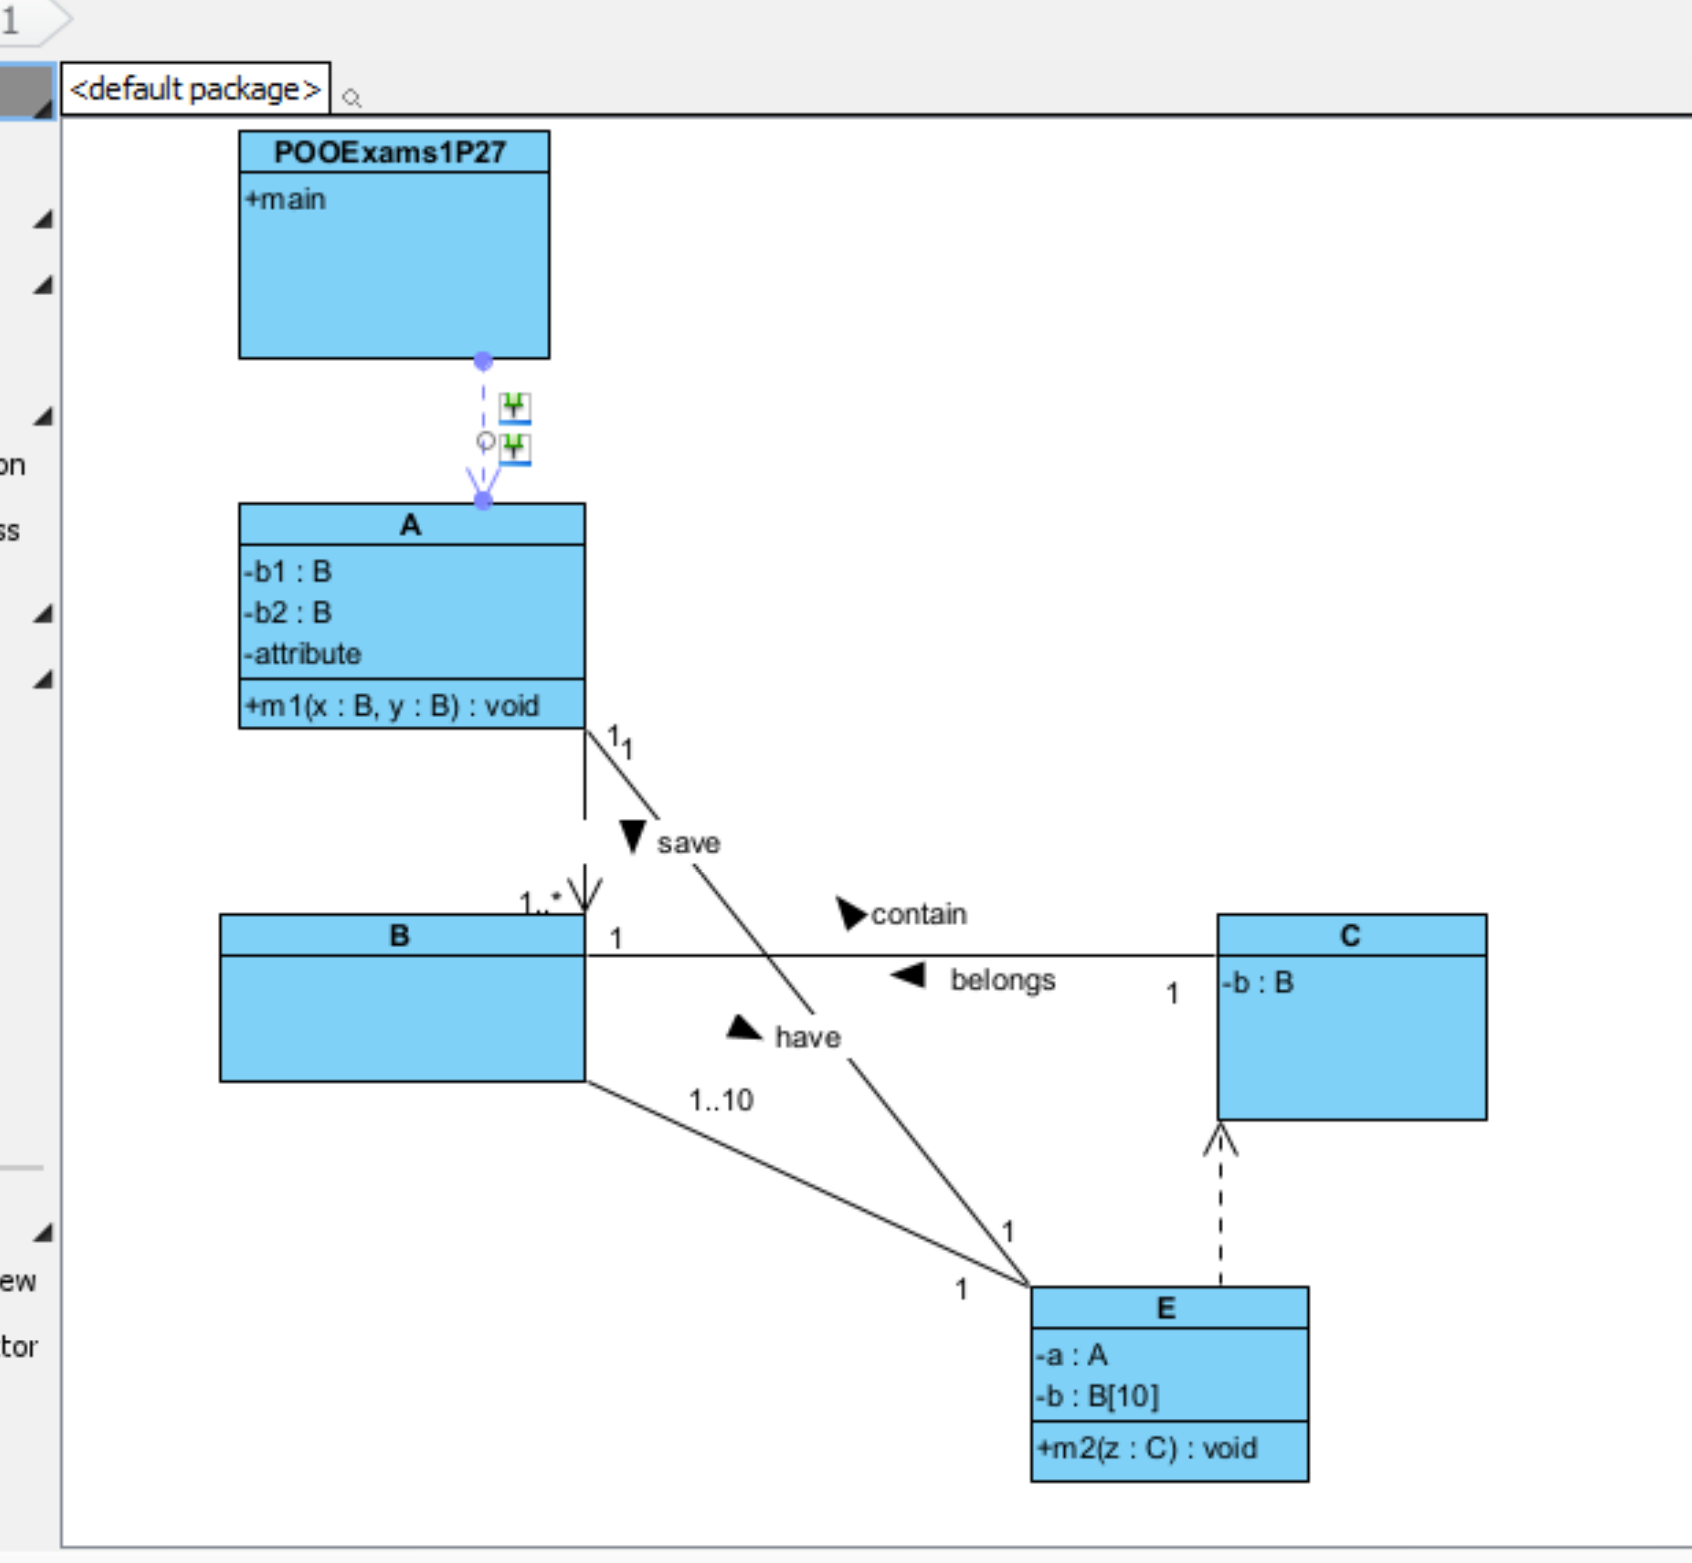 1
<default package>
POOExams1P27
+main
on
A
ss
-b1 : B
-b2 : B
-attribute
+m1(x : B, y : B) : void
1
1
save
1..*
contain
B
1
C
belongs
1
-b : B
have
1..10
1
1
ew
E
tor
-a : A
-b : B[10]
+m2(z : C) : void